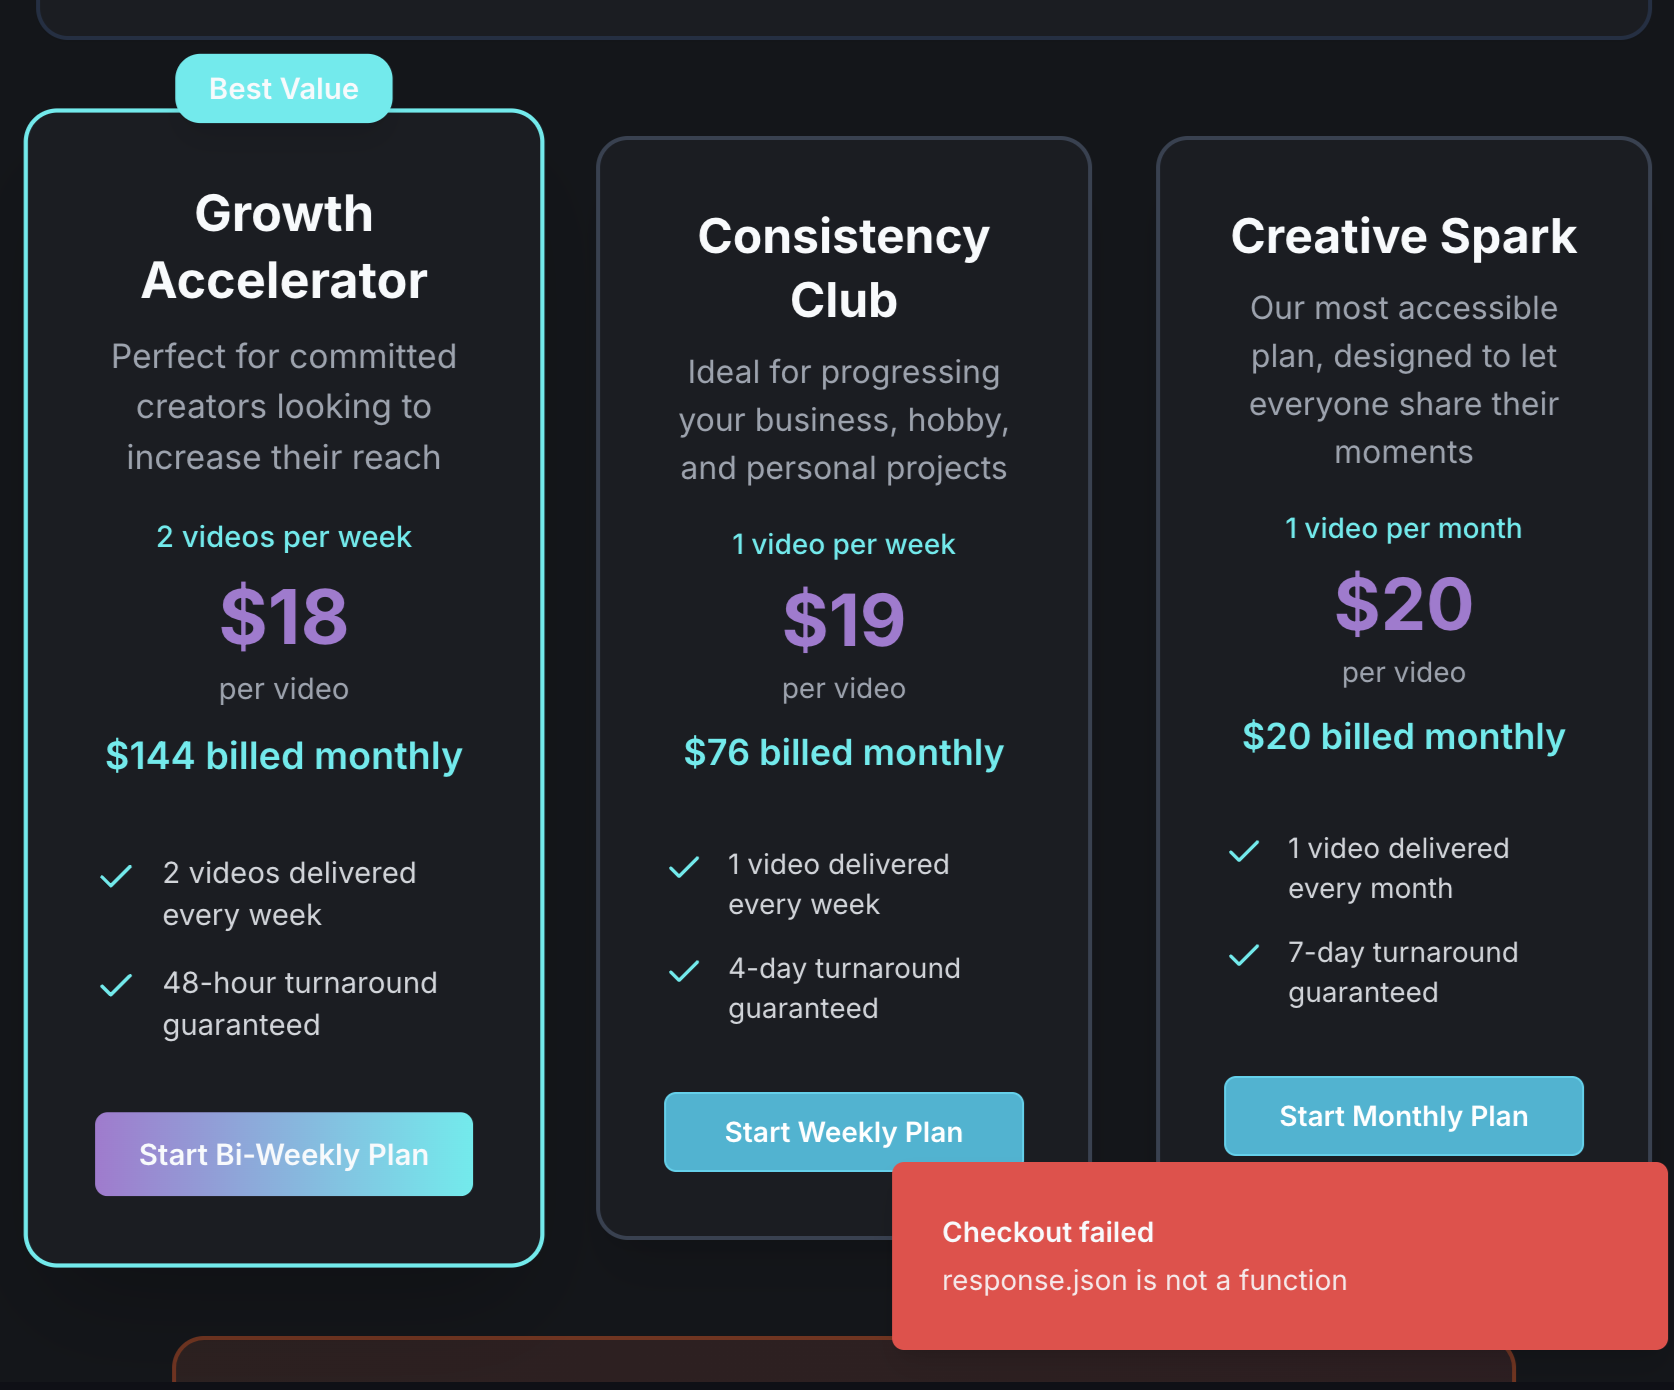 Best Value
Growth
Accelerator
Perfect for committed
creators looking to
increase their reach
2 videos per week
$18
per video
$144 billed monthly
2 videos delivered
every week
48-hour turnaround
guaranteed
Start Bi-Weekly Plan
Consistency
Club
Ideal for progressing
your business, hobby,
and personal projects
1 video per week
$19
per video
$76 billed monthly
1 video delivered
every week
4-day turnaround
guaranteed
Start Weekly Plan
Creative Spark
Our most accessible
plan, designed to let
everyone share their
moments
1 video per month
$20
per video
$20 billed monthly
1 video delivered
every month
7-day turnaround
guaranteed
Start Monthly Plan
Checkout failed
response.json is not a function